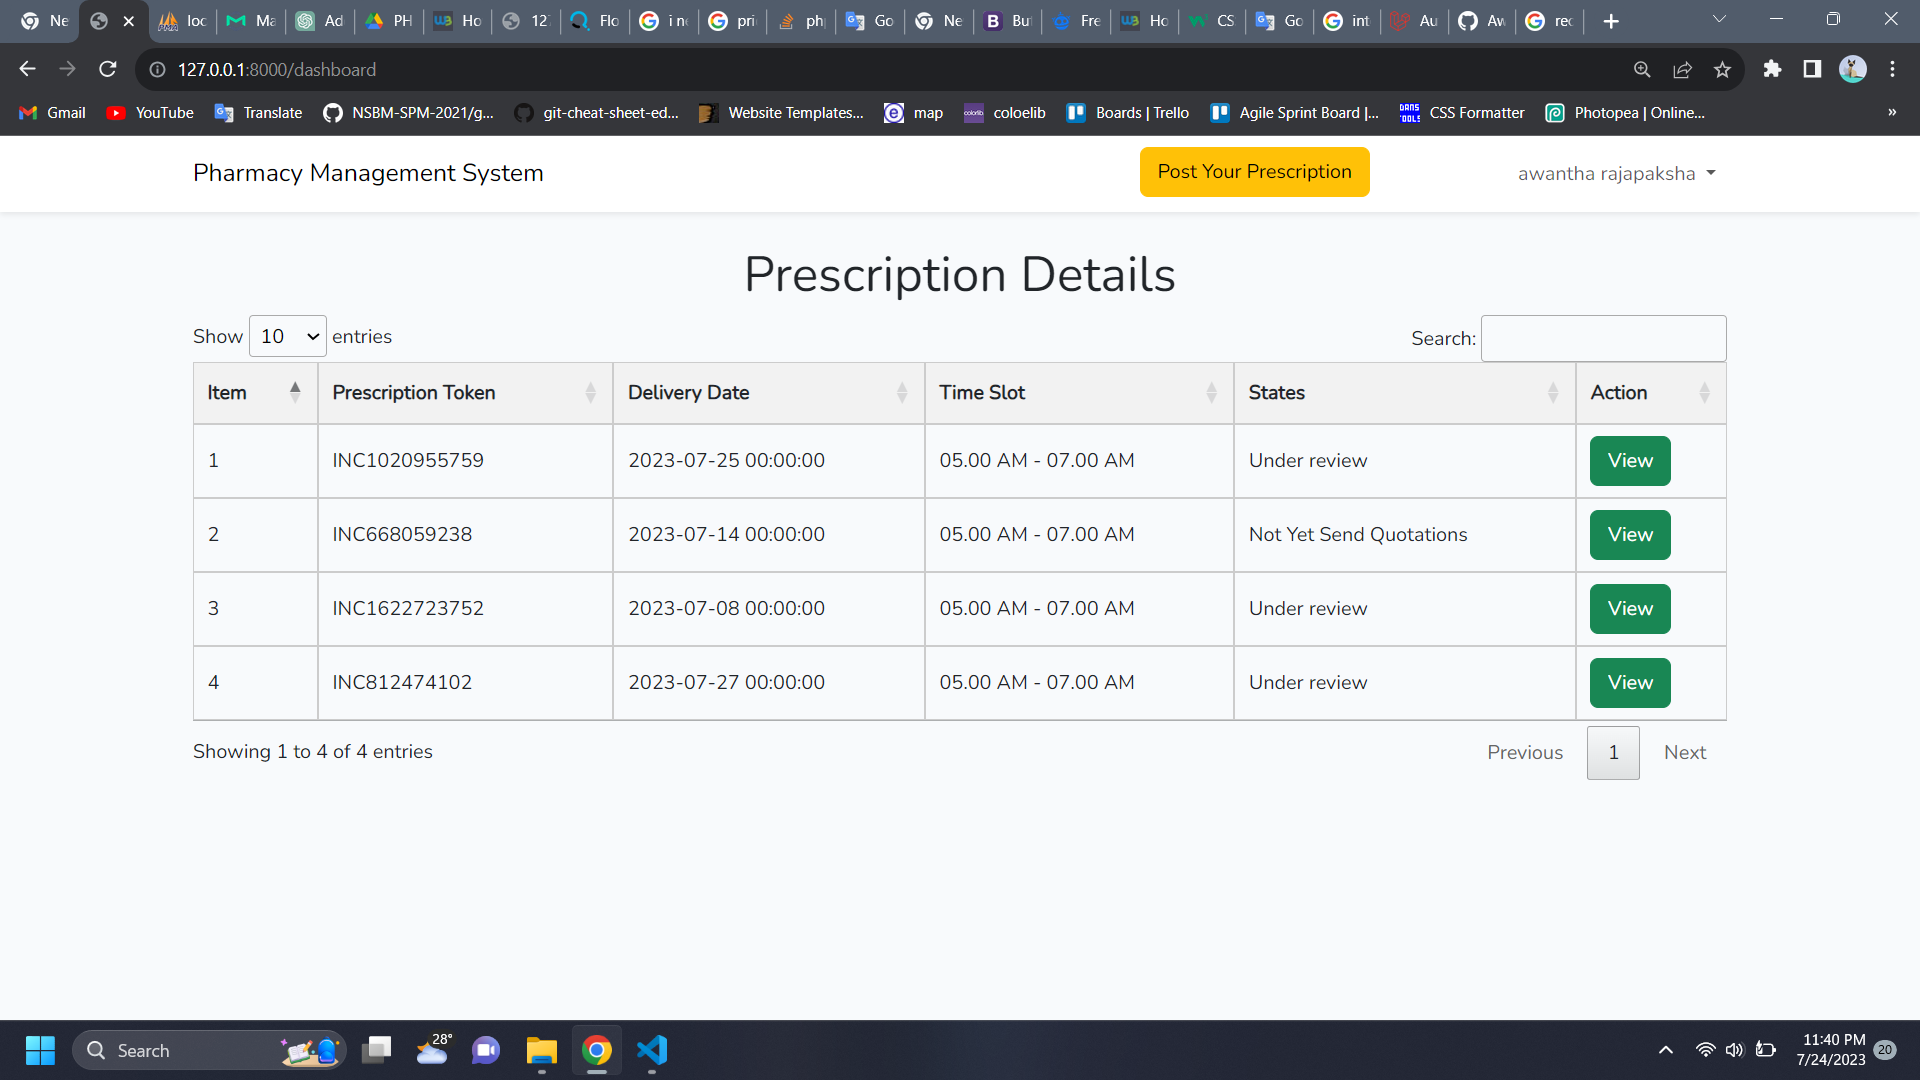 Ne loc Ma Ad PH Ho 127 Flo i ne pri php Go Ne But Fre Ho CS Go int Au Aw rec
127.0.0.1:8000/dashboard
Gmail YouTube Translate NSBM-SPM-2021/g... git-cheat-sheet-ed... Website Templates... map coloelib Boards | Trello Agile Sprint Board |... CSS Formatter Photopea | Online... »
Pharmacy Management System Post Your Prescription awantha rajapaksha
Prescription Details
Show 10 entries Search:
Item Prescription Token Delivery Date Time Slot States Action
1 INC1020955759 2023-07-25 00:00:00 05.00 AM - 07.00 AM Under review View
2 INC668059238 2023-07-14 00:00:00 05.00 AM - 07.00 AM Not Yet Send Quotations View
3 INC1622723752 2023-07-08 00:00:00 05.00 AM - 07.00 AM Under review View
4 INC812474102 2023-07-27 00:00:00 05.00 AM - 07.00 AM Under review View
Showing 1 to 4 of 4 entries Previous 1 Next
Search 28° 11:40 PM
7/24/2023 20